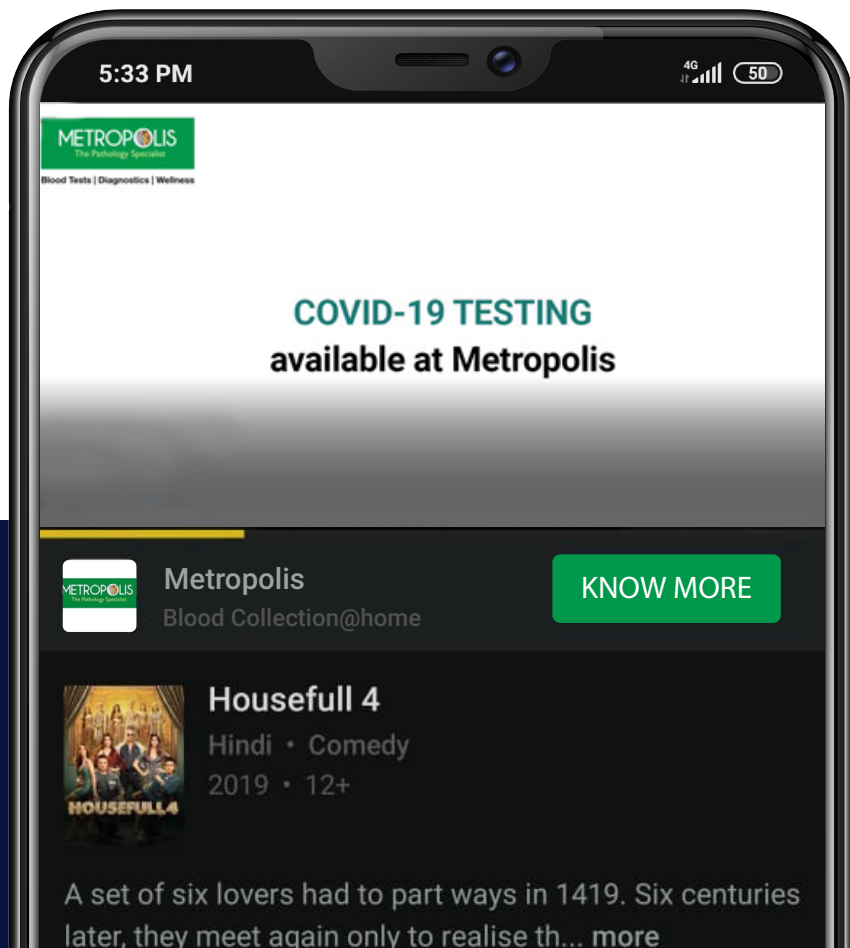 5:33 PM
4G
50
METROPOLIS
The Pathology Specialist
Blood Tests | Diagnostics | Wellness
COVID-19 TESTING
available at Metropolis
METROPOLIS
The Pathology Specialist
Metropolis
Blood Collection@home
KNOW MORE
HOUSEFULL4
Housefull 4
Hindi • Comedy
2019 • 12+
A set of six lovers had to part ways in 1419. Six centuries
later, they meet again only to realise th... more